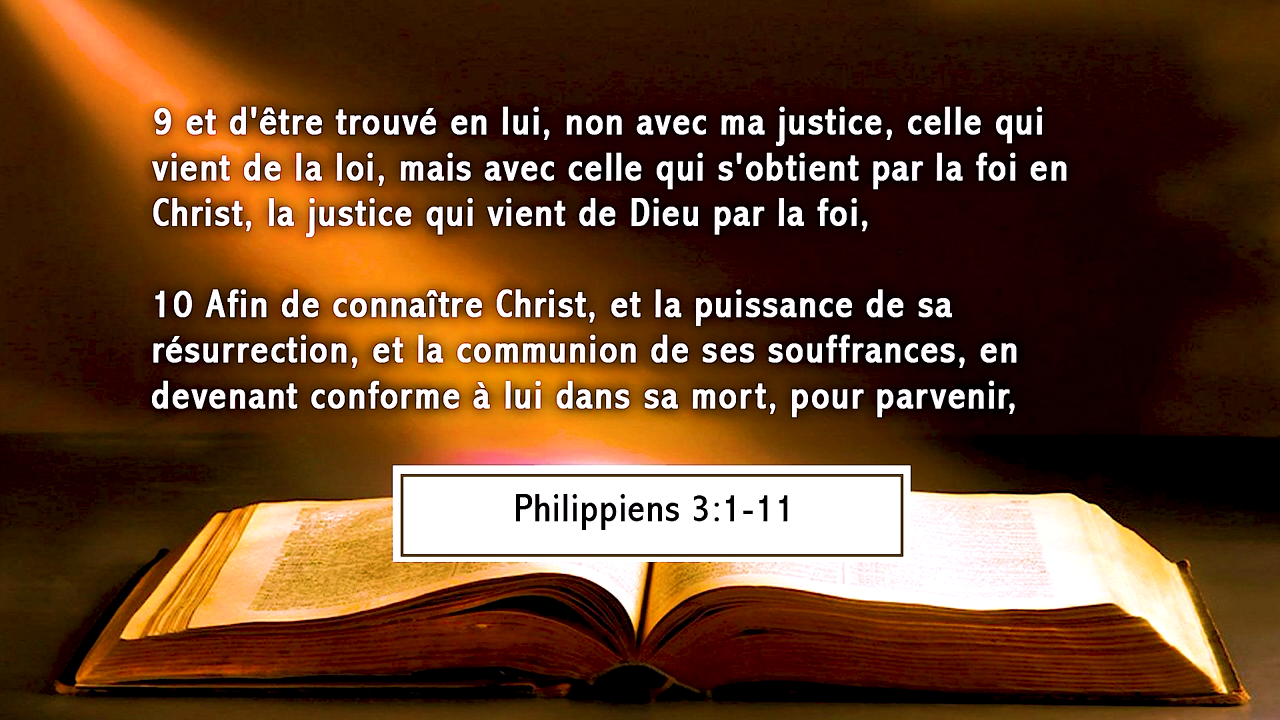 9 et d'être trouvé en lui, non avec ma justice, celle qui
vient de la loi, mais avec celle qui s'obtient par la foi en
Christ, la justice qui vient de Dieu par la foi,
10 Afin de connaître Christ, et la puissance de sa
résurrection, et la communion de ses souffrances, en
devenant conforme à lui dans sa mort, pour parvenir,
Philippiens 3:1-11